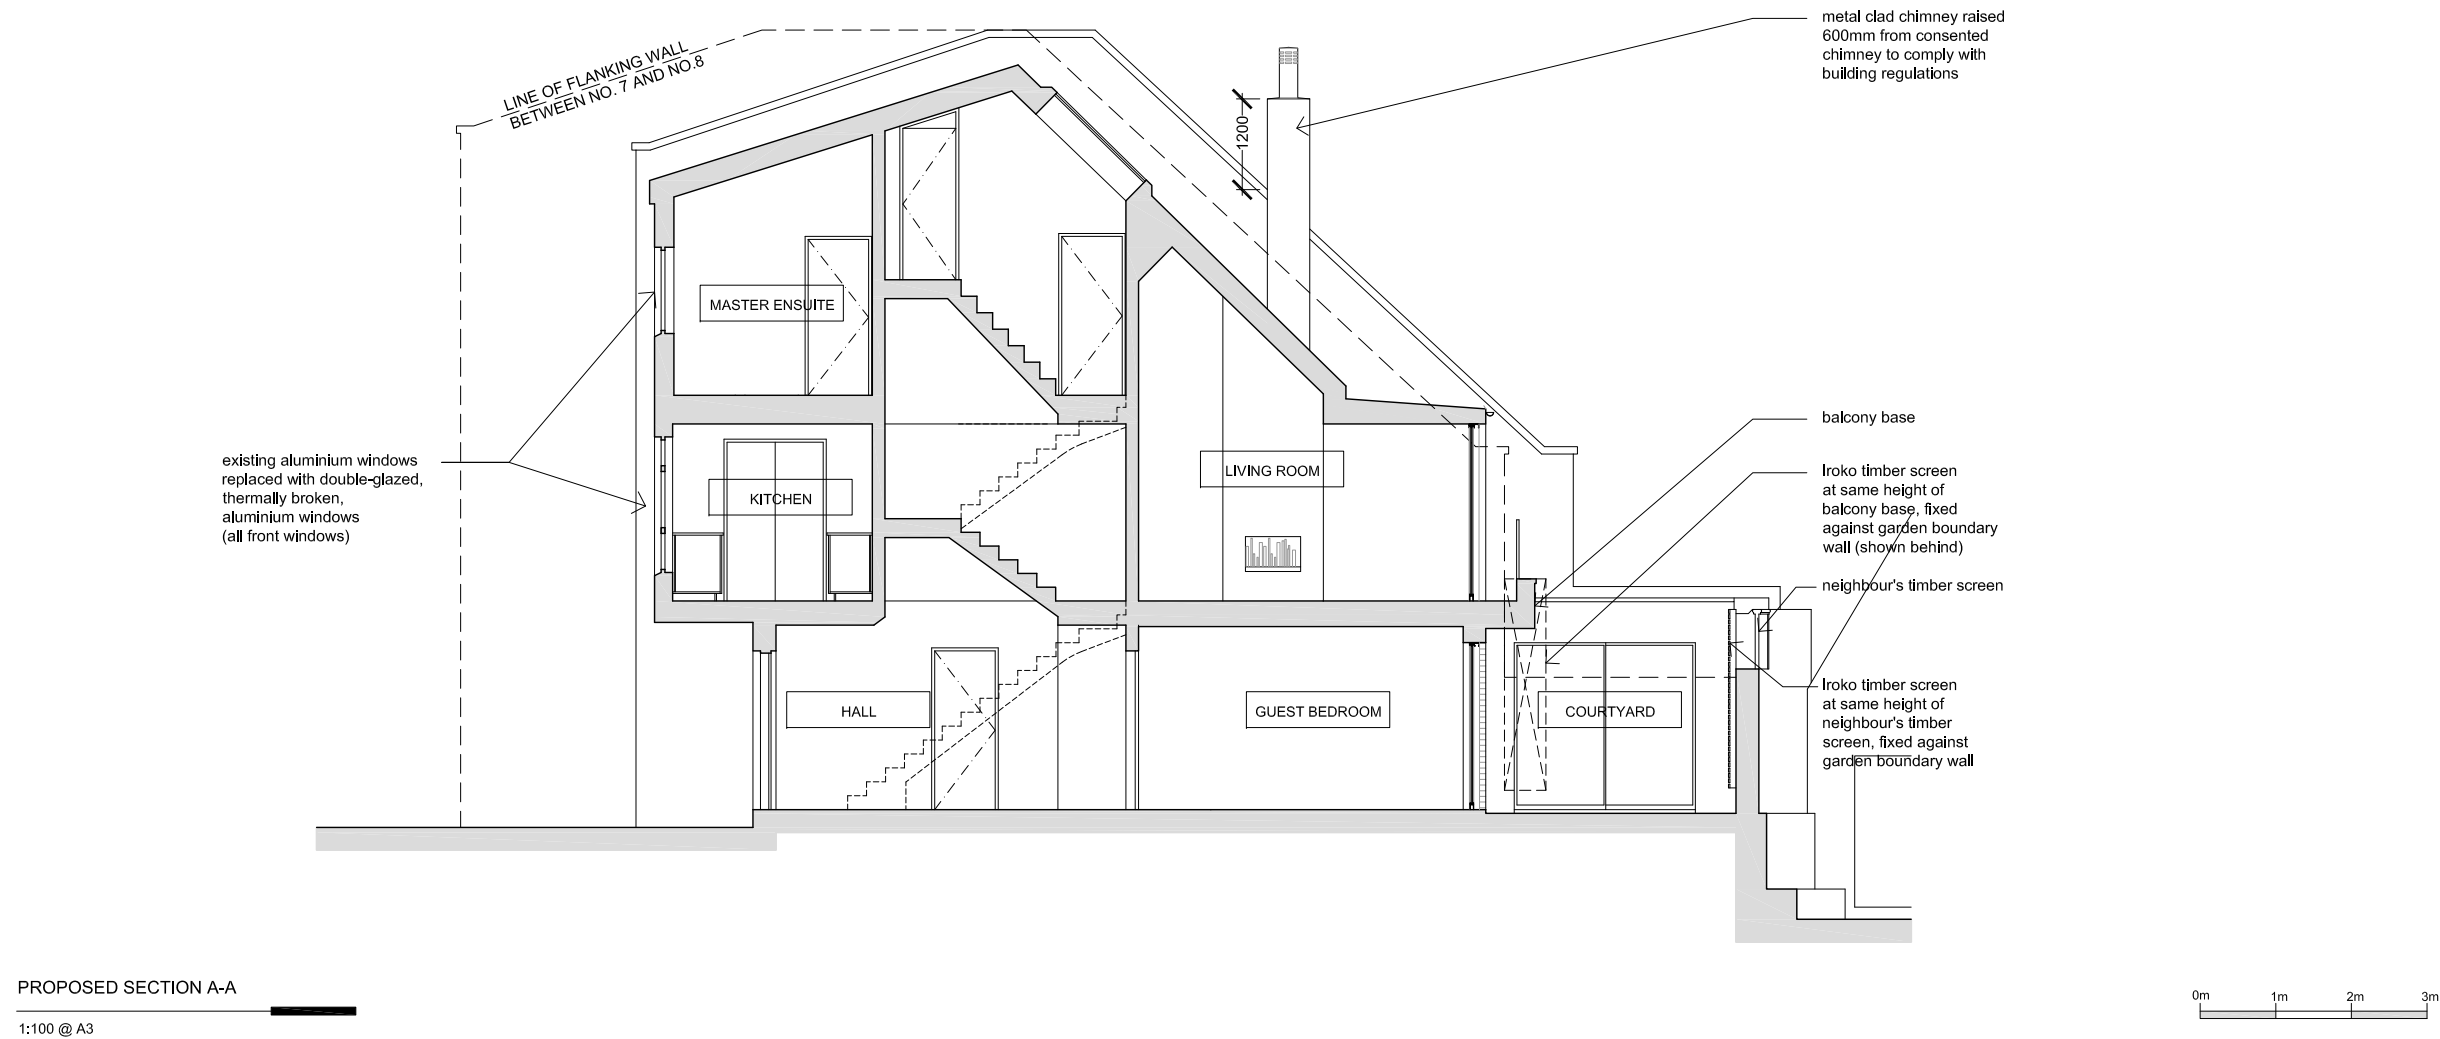 metal clad chimney raised
600mm from consented
chimney to comply with
building regulations
LINE OF FLANKING WALL
BETWEEN NO. 7 AND NO.8
1200
MASTER ENSUITE
balcony base
existing aluminium windows
replaced with double-glazed,
thermally broken,
aluminium windows
(all front windows)
KITCHEN
LIVING ROOM
Iroko timber screen
at same height of
balcony base, fixed
against garden boundary
wall (shown behind)
neighbour's timber screen
HALL
GUEST BEDROOM
COURTYARD
Iroko timber screen
at same height of
neighbour's timber
screen, fixed against
garden boundary wall
PROPOSED SECTION A-A
1:100 @ A3
0m 1m 2m 3m